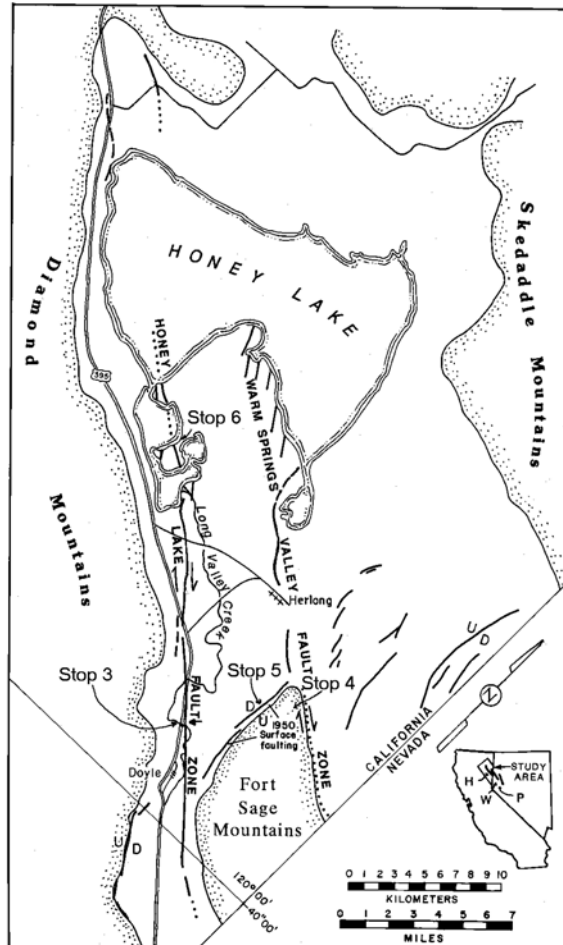 Skedaddle
Mountains
HONEY LAKE
Diamond
Mountains
395
HONEY
LAKE
FAULT
ZONE
WARM SPRINGS
VALLEY
FAULT
ZONE
Stop 6
Long Valley Creek
Herlong
Stop 3
Stop 5
Stop 4
D
U
1950
Surface
faulting
U
D
CALIFORNIA
NEVADA
N
Doyle
Fort
Sage
Mountains
U
D
120°00'
40°00'
STUDY
AREA
H
W
P
0 1 2 3 4 5 6 7 8 9 10
KILOMETERS
0 1 2 3 4 5 6 7
MILES